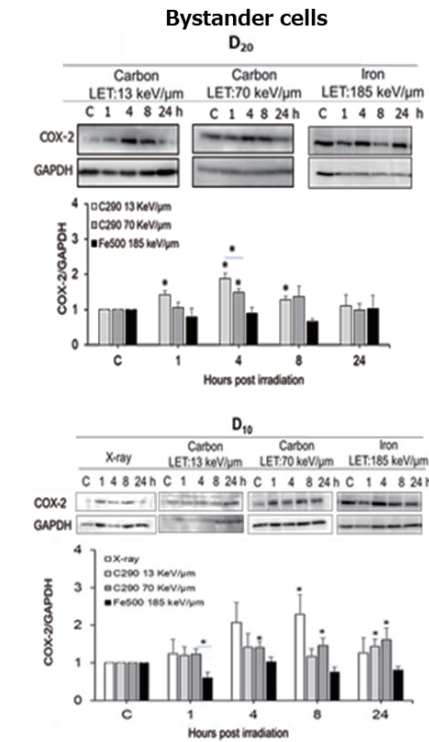 Bystander cells
D20
Carbon Carbon Iron
LET:13 keV/µm LET:70 keV/µm LET:185 keV/µm
C 1 4 8 24 h C 1 4 8 24 h C 1 4 8 24 h
COX-2
GAPDH
COX-2/GAPDH
4
3
2
1
0
C290 13 KeV/µm
C290 70 KeV/µm
Fe500 185 keV/µm
* * * * *
C 1 4 8 24
Hours post irradiation
D10
X-ray Carbon Carbon Iron
LET:13 keV/µm LET:70 keV/µm LET:185 keV/µm
C 1 4 8 24 h C 1 4 8 24 h C 1 4 8 24 h C 1 4 8 24 h
COX-2
GAPDH
COX-2/GAPDH
4
3
2
1
0
X-ray
C290 13 KeV/µm
C290 70 KeV/µm
Fe500 185 keV/µm
* * * * * *
C 1 4 8 24
Hours post irradiation